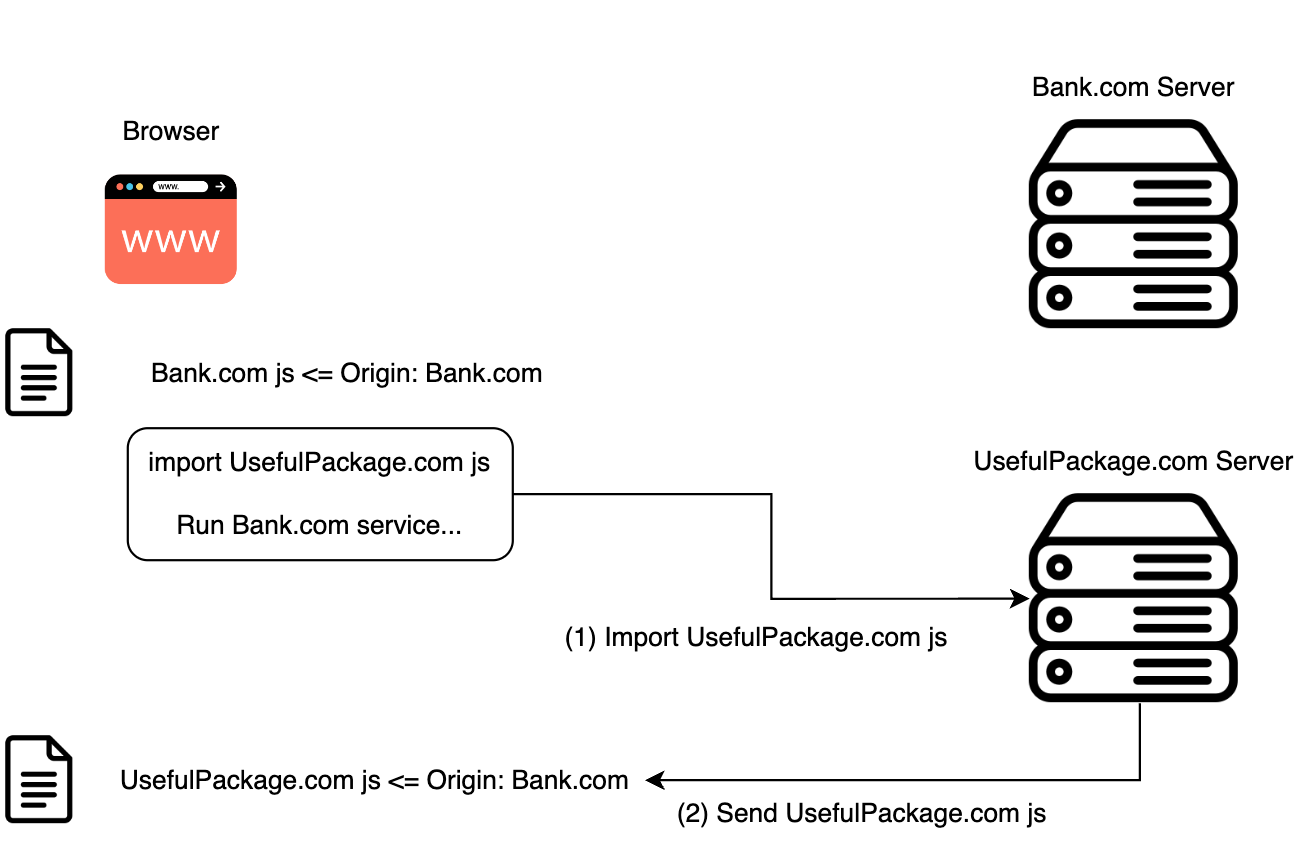 Bank.com Server
Browser
www.
WWW
Bank.com js <= Origin: Bank.com
import UsefulPackage.com js
Run Bank.com service...
UsefulPackage.com Server
(1) Import UsefulPackage.com js
UsefulPackage.com js <= Origin: Bank.com
(2) Send UsefulPackage.com js